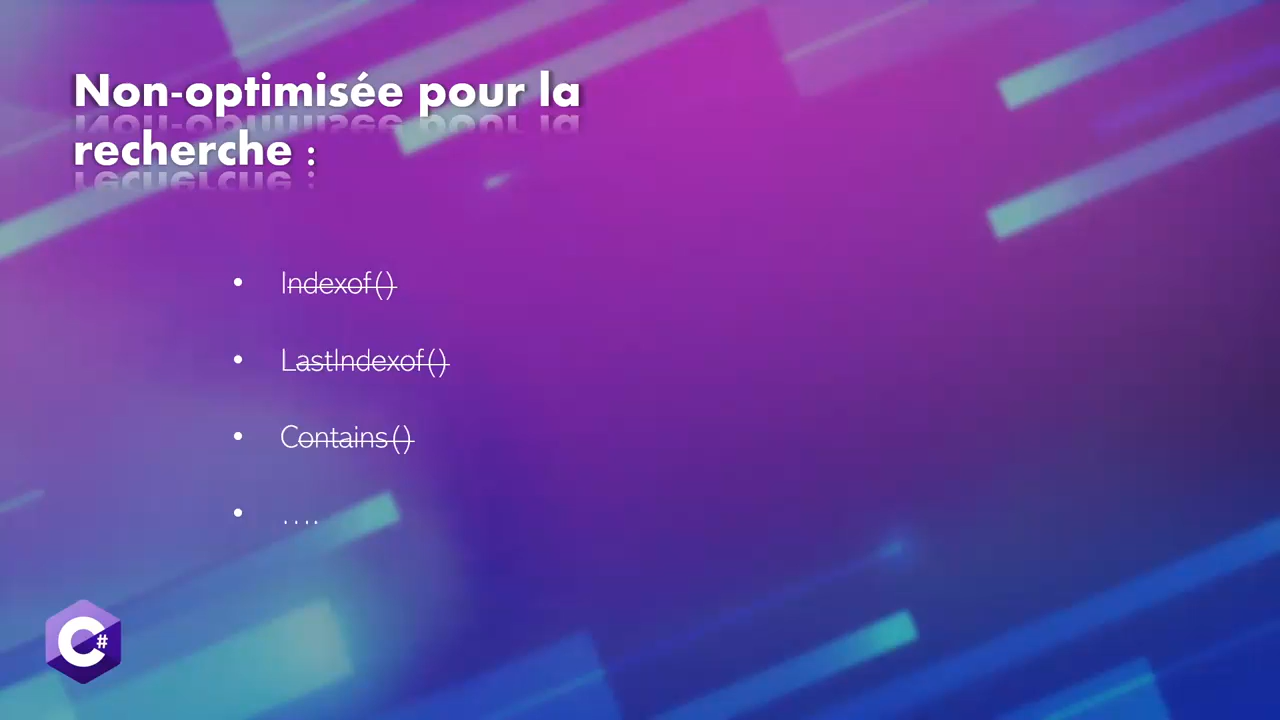 Non-optimisée pour la
recherche :
• Indexof()
• LastIndexof()
• Contains()
• ....
C#